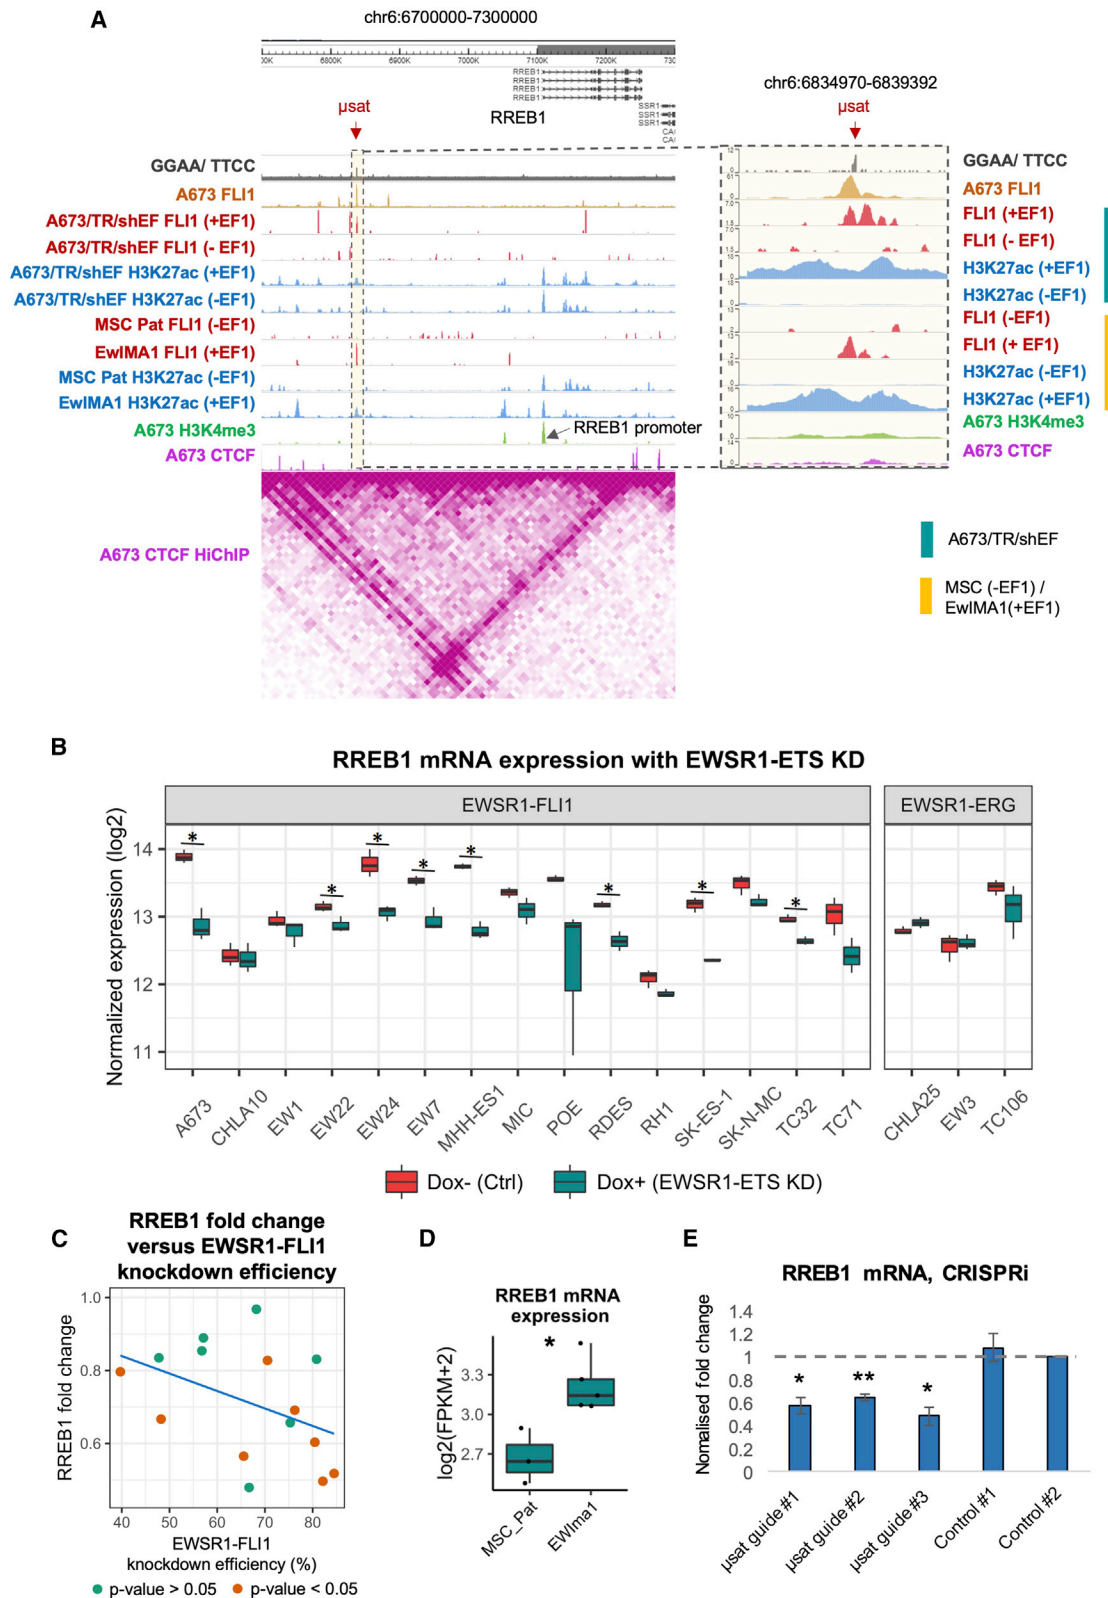 A
chr6:6700000-7300000
00K 6800K 6900K 7000K 7100K 7200K 730
RREB1
RREB1
RREB1
RREB1
SSR1
SSR1
SSR1
CA
C
RREB1
chr6:6834970-6839392
µsat
µsat
GGAA/ TTCC
A673 FLI1
A673/TR/shEF FLI1 (+EF1)
A673/TR/shEF FLI1 (- EF1)
A673/TR/shEF H3K27ac (+EF1)
A673/TR/shEF H3K27ac (-EF1)
MSC Pat FLI1 (-EF1)
EwIMA1 FLI1 (+EF1)
MSC Pat H3K27ac (-EF1)
EwIMA1 H3K27ac (+EF1)
A673 H3K4me3
A673 CTCF
RREB1 promoter
GGAA/ TTCC
A673 FLI1
FLI1 (+EF1)
FLI1 (- EF1)
H3K27ac (+EF1)
H3K27ac (-EF1)
FLI1 (-EF1)
FLI1 (+ EF1)
H3K27ac (-EF1)
H3K27ac (+EF1)
A673 H3K4me3
A673 CTCF
A673 CTCF HiChIP
A673/TR/shEF
MSC (-EF1) /
EwIMA1(+EF1)
B
RREB1 mRNA expression with EWSR1-ETS KD
EWSR1-FLI1
EWSR1-ERG
Normalized expression (log2)
14
13
12
11
* * * * * * * *
A673 CHLA10 EW1 EW22 EW24 EW7 MHH-ES1 MIC POE RDES RH1 SK-ES-1 SK-N-MC TC32 TC71 CHLA25 EW3 TC106
Dox- (Ctrl) Dox+ (EWSR1-ETS KD)
C
RREB1 fold change
versus EWSR1-FLI1
knockdown efficiency
RREB1 fold change
1.0
0.8
0.6
40 50 60 70 80
EWSR1-FLI1
knockdown efficiency (%)
p-value > 0.05 p-value < 0.05
D
RREB1 mRNA
expression
*
log2(FPKM+2)
3.3
3.0
2.7
MSC_Pat EWIma1
E
RREB1 mRNA, CRISPRi
Nomalised fold change
1.4
1.2
1
0.8
0.6
0.4
0.2
0
* ** *
µsat guide #1 µsat guide #2 µsat guide #3 Control #1 Control #2